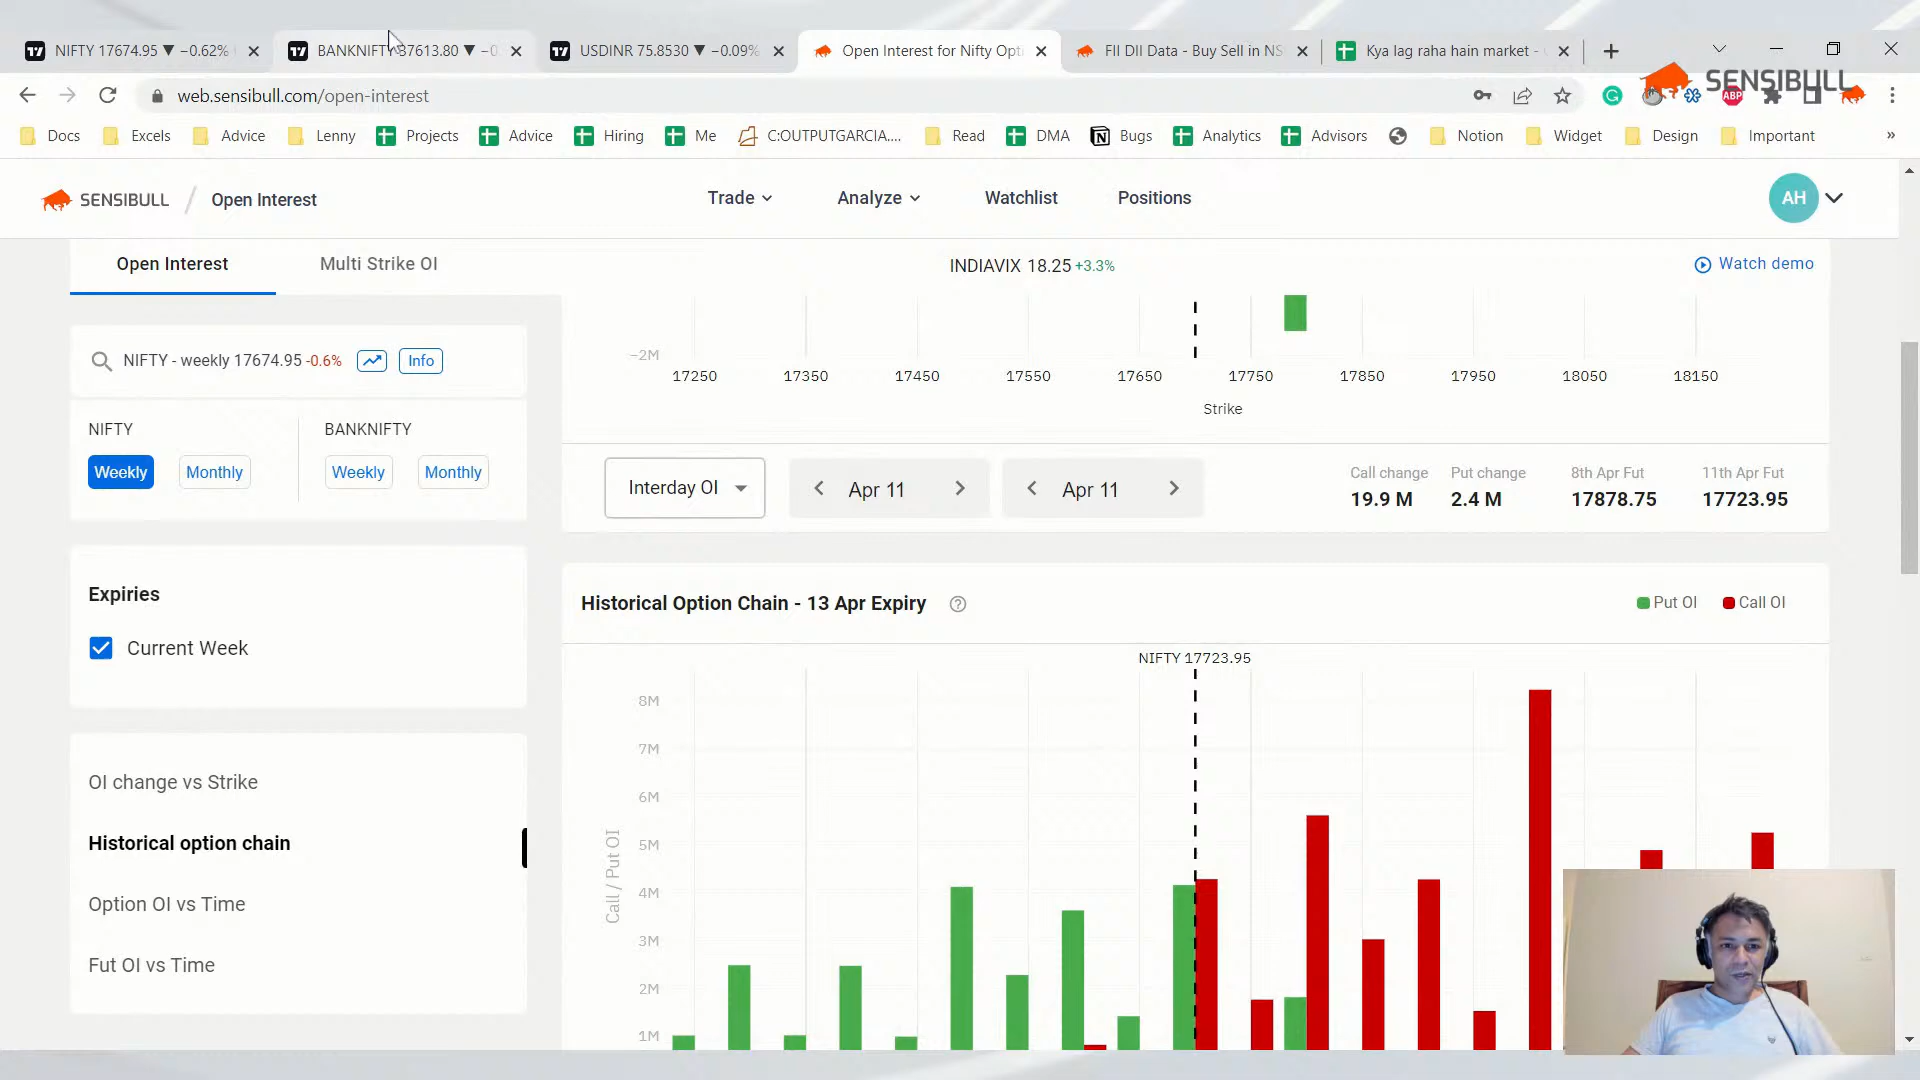 NIFTY 17674.95 ▼ −0.62%
BANKNIFTY 37613.80 ▼ −0
USDINR 75.8530 ▼ −0.09%
Open Interest for Nifty Opti
FII DII Data - Buy Sell in NS
Kya lag raha hain market -
SENSIBULL
web.sensibull.com/open-interest
ABP
Docs
Excels
Advice
Lenny
Projects
Advice
Hiring
Me
C:OUTPUTGARCIA....
Read
DMA
Bugs
Analytics
Advisors
Notion
Widget
Design
Important
»
SENSIBULL / Open Interest
Trade
Analyze
Watchlist
Positions
AH
Open Interest
Multi Strike OI
INDIAVIX 18.25 +3.3%
Watch demo
NIFTY - weekly 17674.95 -0.6%
Info
NIFTY
BANKNIFTY
Weekly
Monthly
Weekly
Monthly
Expiries
Current Week
OI change vs Strike
Historical option chain
Option OI vs Time
Fut OI vs Time
−2M
17250 17350 17450 17550 17650 17750 17850 17950 18050 18150
Strike
Interday OI
Apr 11
Apr 11
Call change
19.9 M
Put change
2.4 M
8th Apr Fut
17878.75
11th Apr Fut
17723.95
Historical Option Chain - 13 Apr Expiry
Put OI
Call OI
NIFTY 17723.95
8M
7M
6M
5M
4M
3M
2M
1M
Call / Put OI